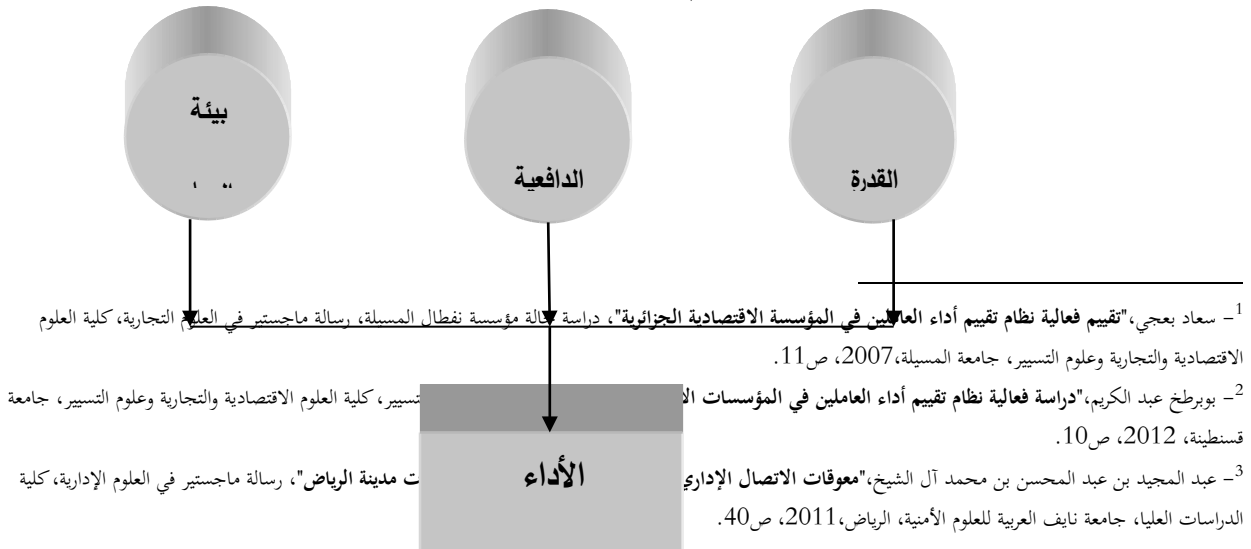 بيئة
الدافعية
القدرة
1– سعاد بعجي،"تقييم فعالية نظام تقييم أداء العاملين في المؤسسة الاقتصادية الجزائرية"، دراسة حالة مؤسسة نفطال المسيلة، رسالة ماجستير في العلوم التجارية،كلية العلوم
الاقتصادية والتجارية وعلوم التسيير، جامعة المسيلة،2007، ص11.
2– بوبرطخ عبد الكريم،"دراسة فعالية نظام تقييم أداء العاملين في المؤسسات تسيير،كلية العلوم الاقتصادية والتجارية وعلوم التسيير، جامعة
قسنطينة، 2012، ص10.
الأداء
3– عبد المجيد بن عبد المحسن بن محمد آل الشيخ،"معوقات الاتصال الإداري مدينة الرياض"، رسالة ماجستير في العلوم الإدارية،كلية
الدراسات العليا، جامعة نايف العربية للعلوم الأمنية، الرياض،2011، ص40.